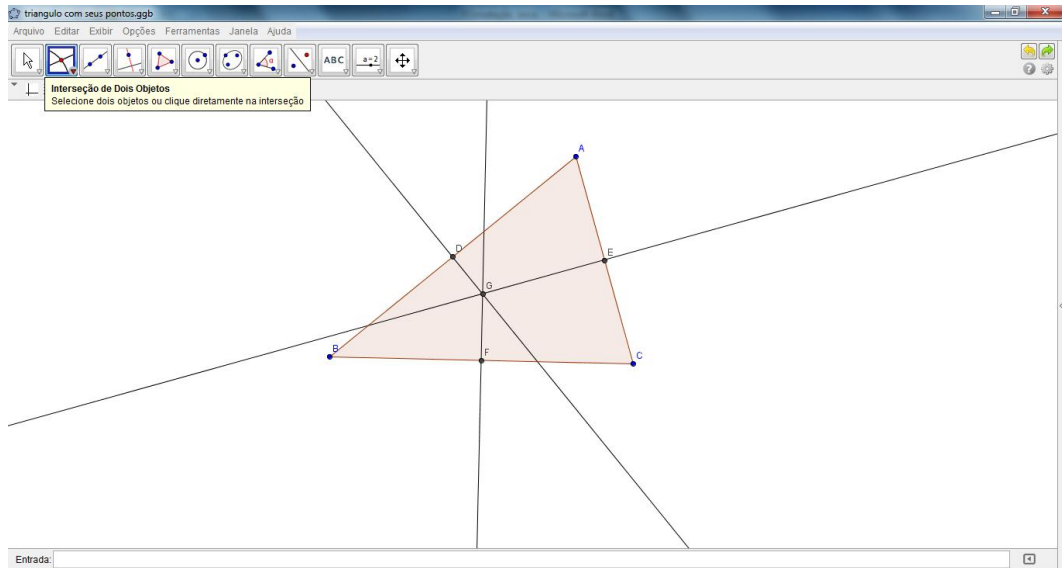 triangulo com seus pontos.ggb
Arquivo Editar Exibir Opções Ferramentas Janela Ajuda
ABC
a=2
α
Interseção de Dois Objetos
Selecione dois objetos ou clique diretamente na interseção
A
D
E
G
B
F
C
Entrada: